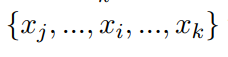 {x_j, ..., x_i, ..., x_k}